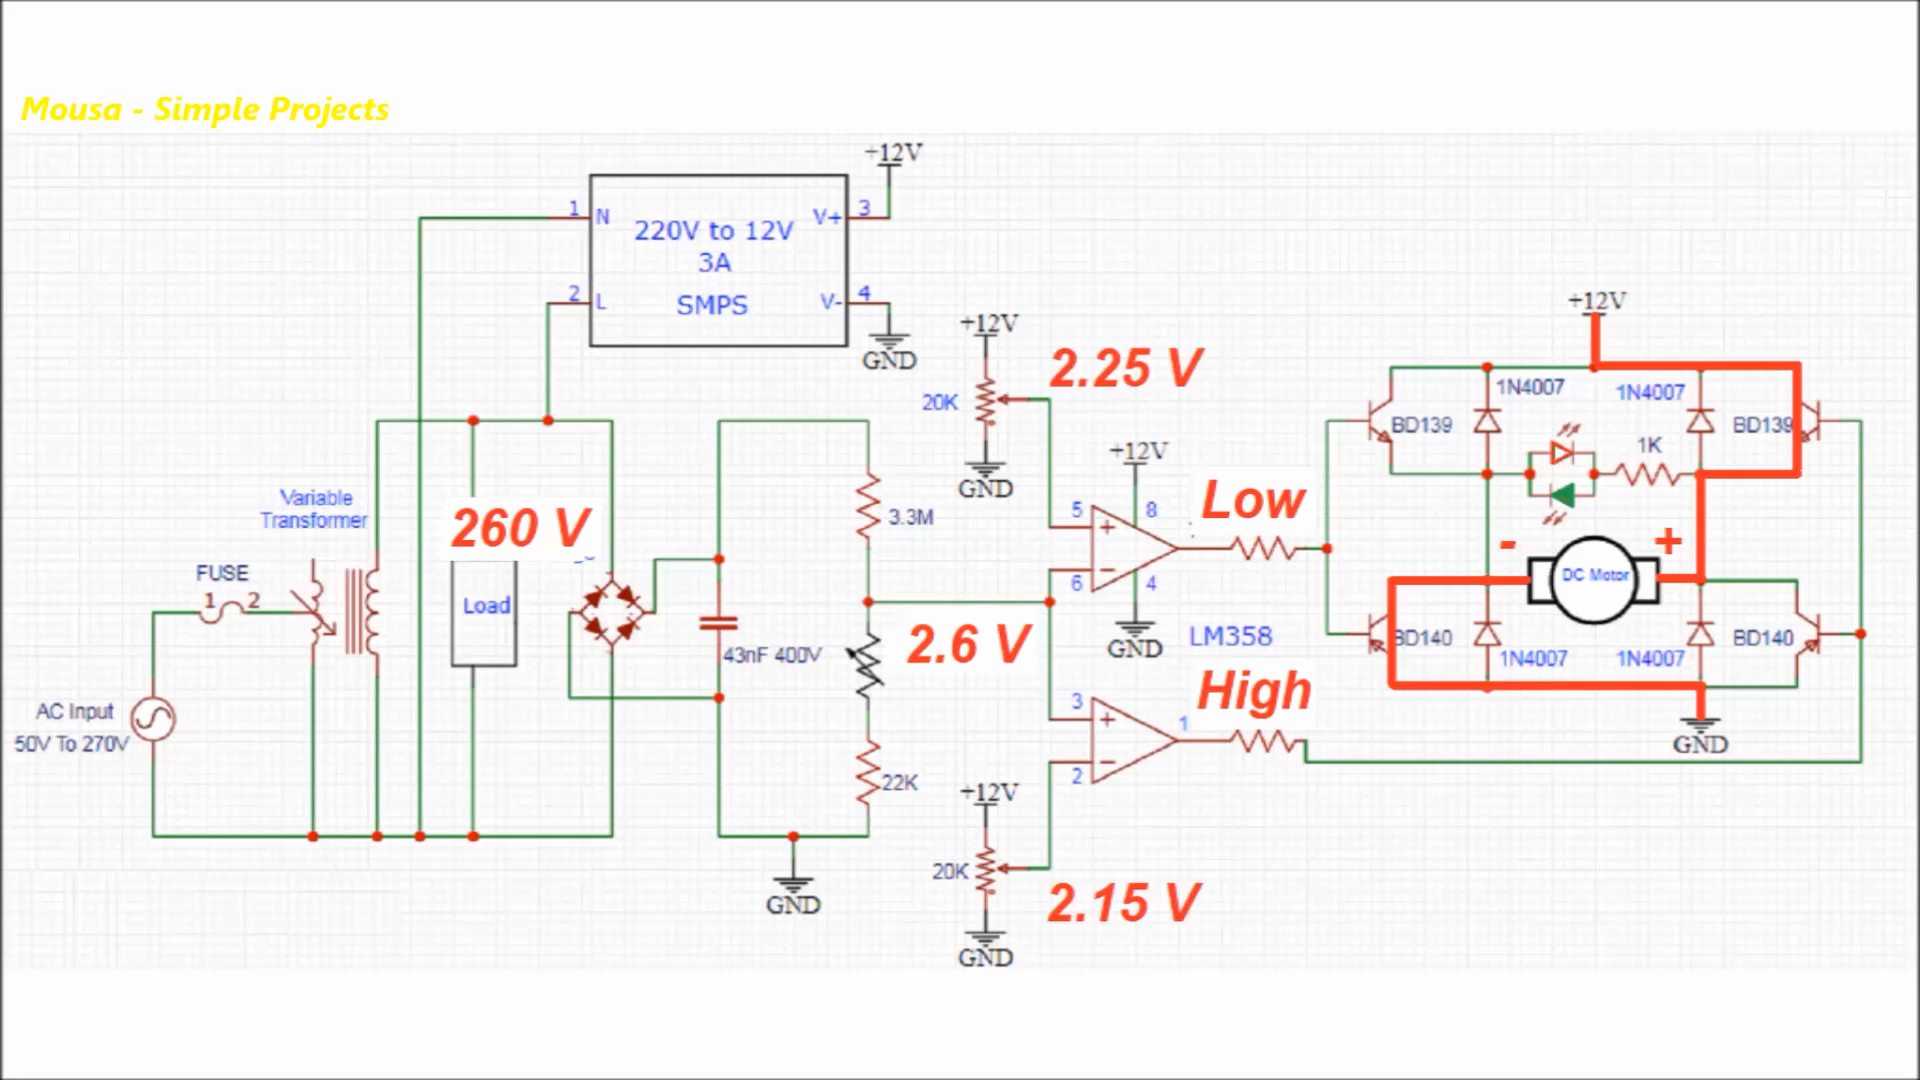 Mousa - Simple Projects
+12V
1 N
220V to 12V
V+ 3
3A
2 L
SMPS
V- 4
GND
+12V
2.25 V
20K
GND
+12V
+12V
1N4007
1N4007
BD139
BD139
1K
Variable
Transformer
260 V
3.3M
5
+
8
Low
6
-
4
GND
LM358
-
+
DC Motor
FUSE
1 2
Load
43nF 400V
2.6 V
BD140
1N4007
1N4007
BD140
High
AC Input
50V To 270V
3
+
1
2
-
GND
22K
+12V
20K
2.15 V
GND
GND